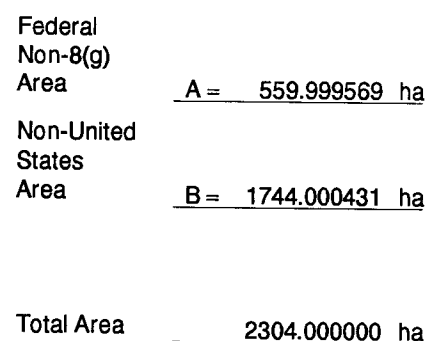 Federal
Non-8(g)
Area A = 559.999569 ha
Non-United
States
Area B = 1744.000431 ha
Total Area 2304.000000 ha